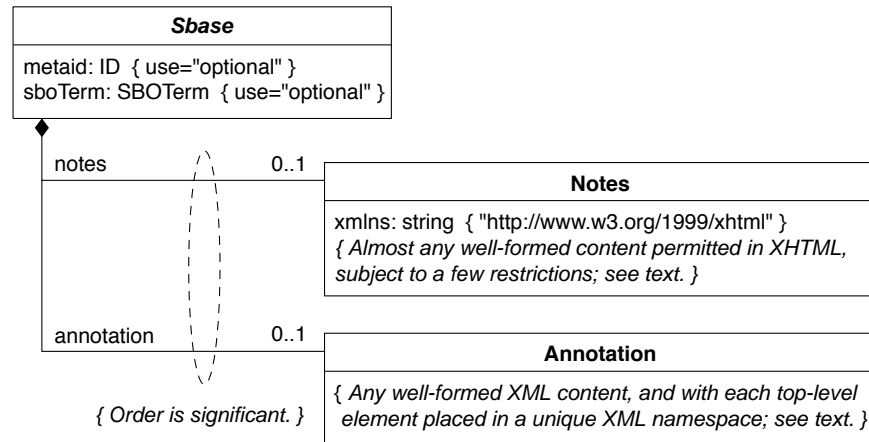 Sbase
metaid: ID { use="optional" }
sboTerm: SBOTerm { use="optional" }
notes
0..1
Notes
xmlns: string { "http://www.w3.org/1999/xhtml" }
{ Almost any well-formed content permitted in XHTML,
subject to a few restrictions; see text. }
annotation
0..1
Annotation
{ Any well-formed XML content, and with each top-level
element placed in a unique XML namespace; see text. }
{ Order is significant. }